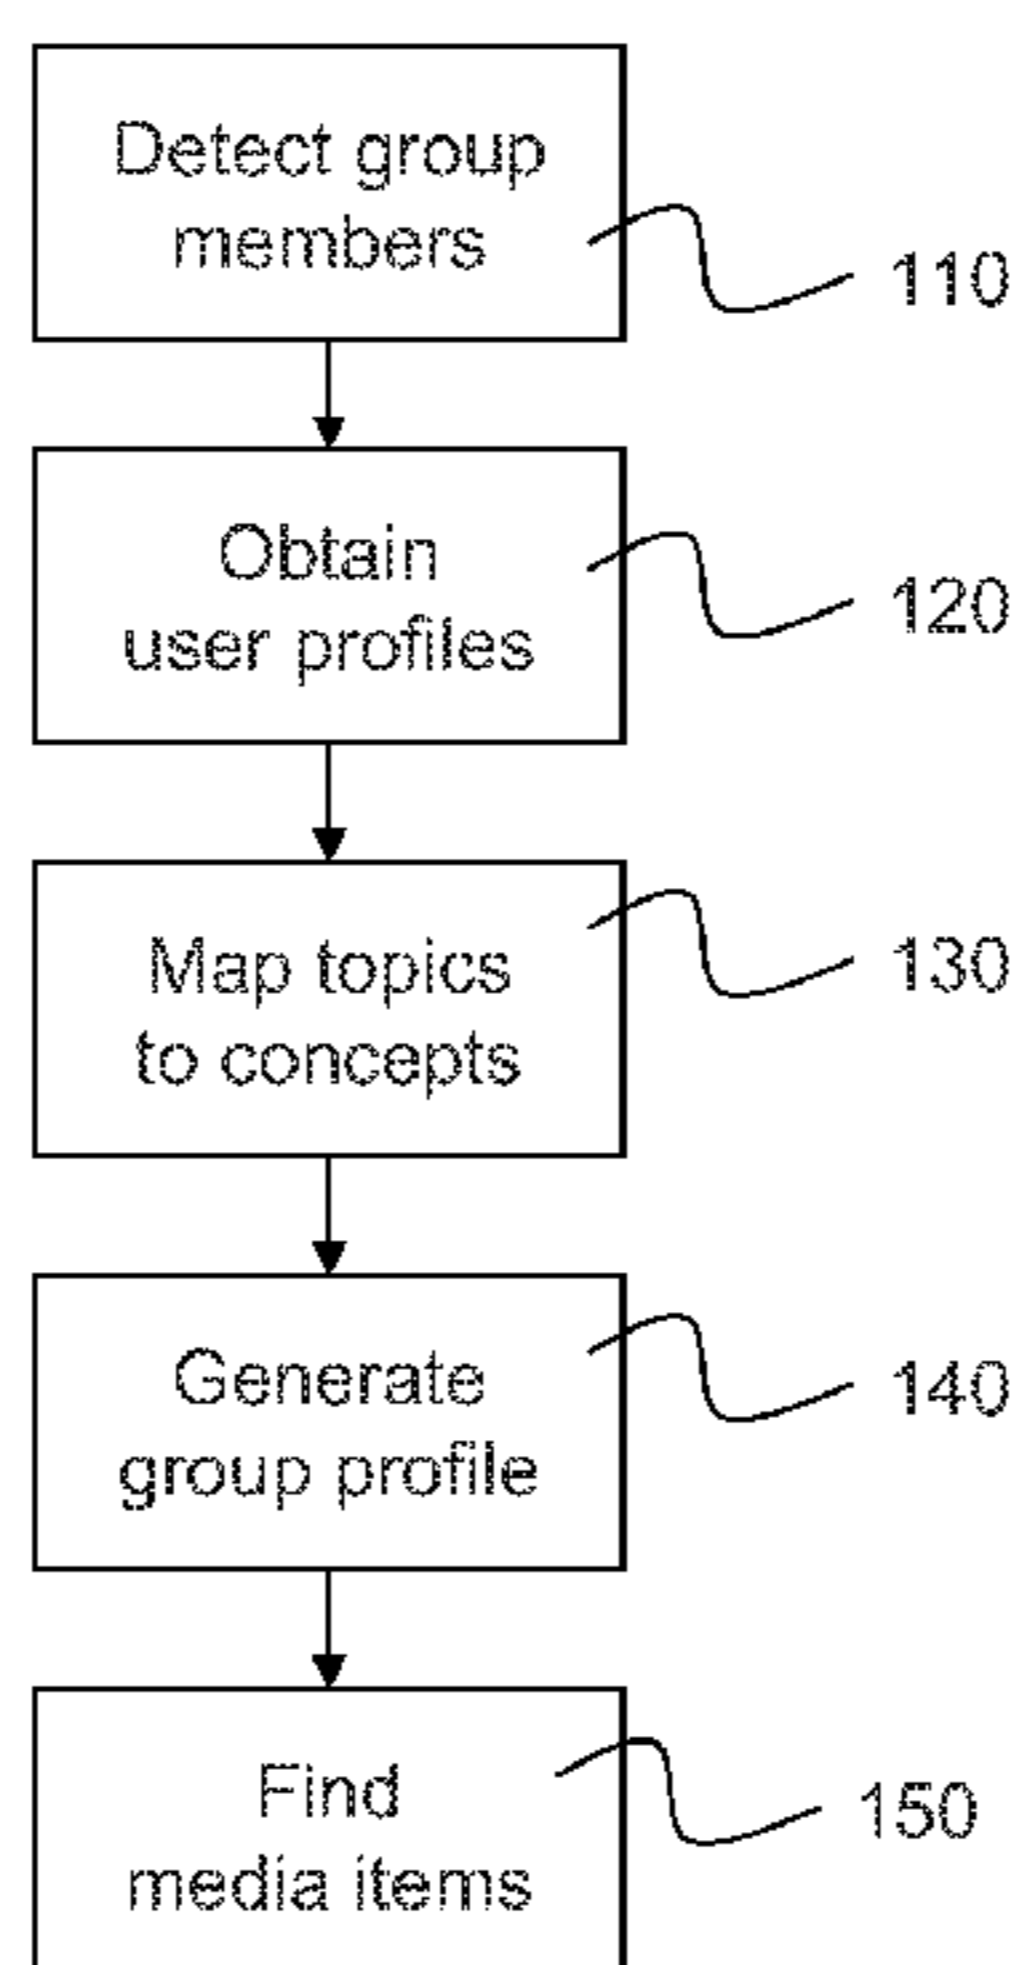 Detect group
members
110
Obtain
user profiles
120
Map topics
to concepts
130
Generate
group profile
140
Find
media items
150